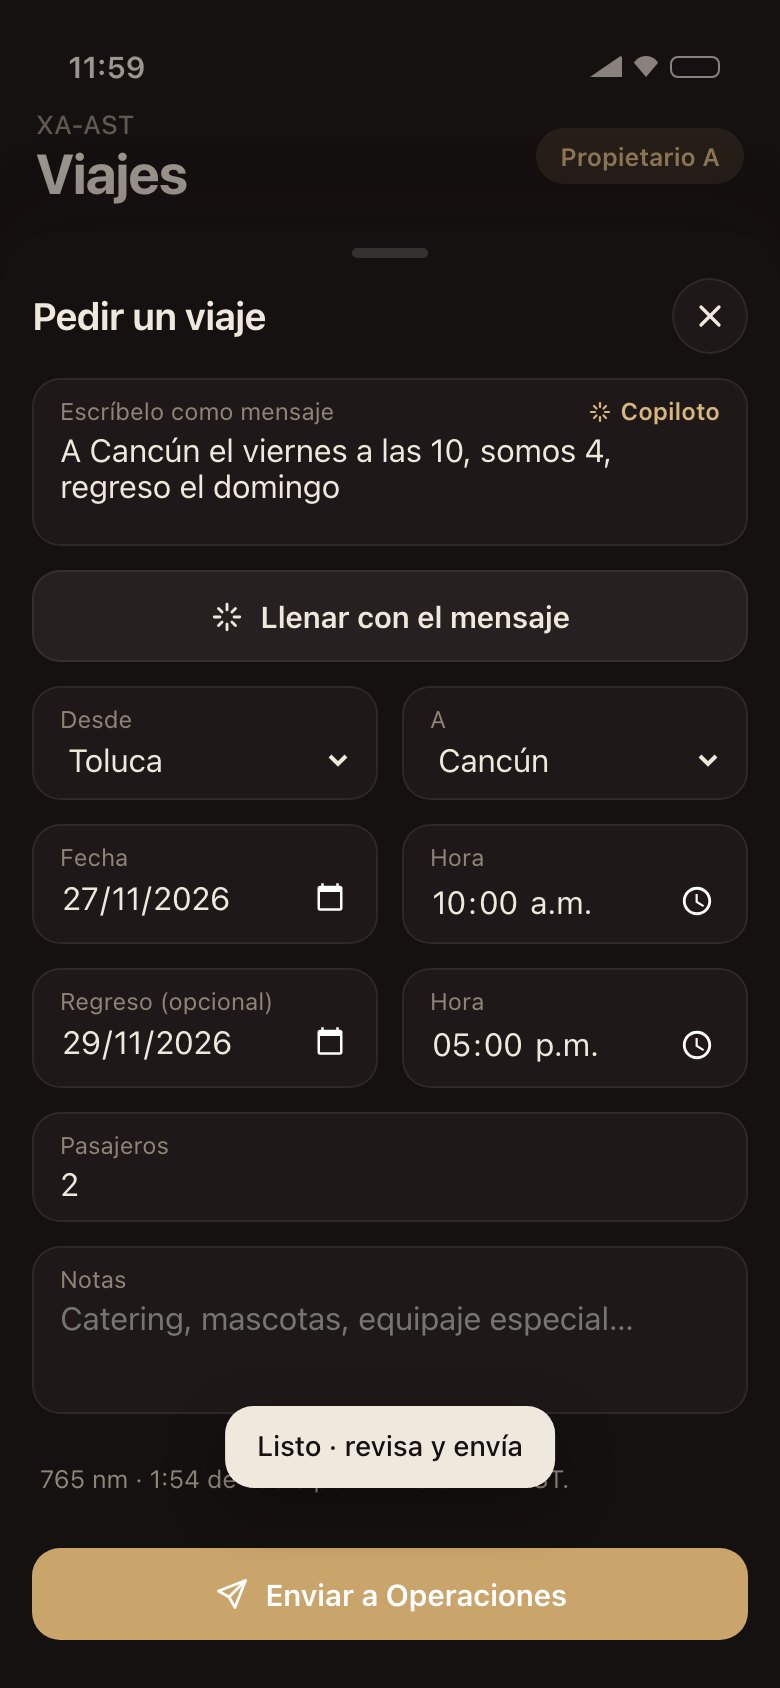 11:59
XA-AST
Viajes
Propietario A
Pedir un viaje
Escríbelo como mensaje
Copiloto
A Cancún el viernes a las 10, somos 4,
regreso el domingo
Llenar con el mensaje
Desde
Toluca
A
Cancún
Fecha
27/11/2026
Hora
10:00 a.m.
Regreso (opcional)
29/11/2026
Hora
05:00 p.m.
Pasajeros
2
Notas
Catering, mascotas, equipaje especial...
Listo · revisa y envía
765 nm · 1:54 de
Enviar a Operaciones